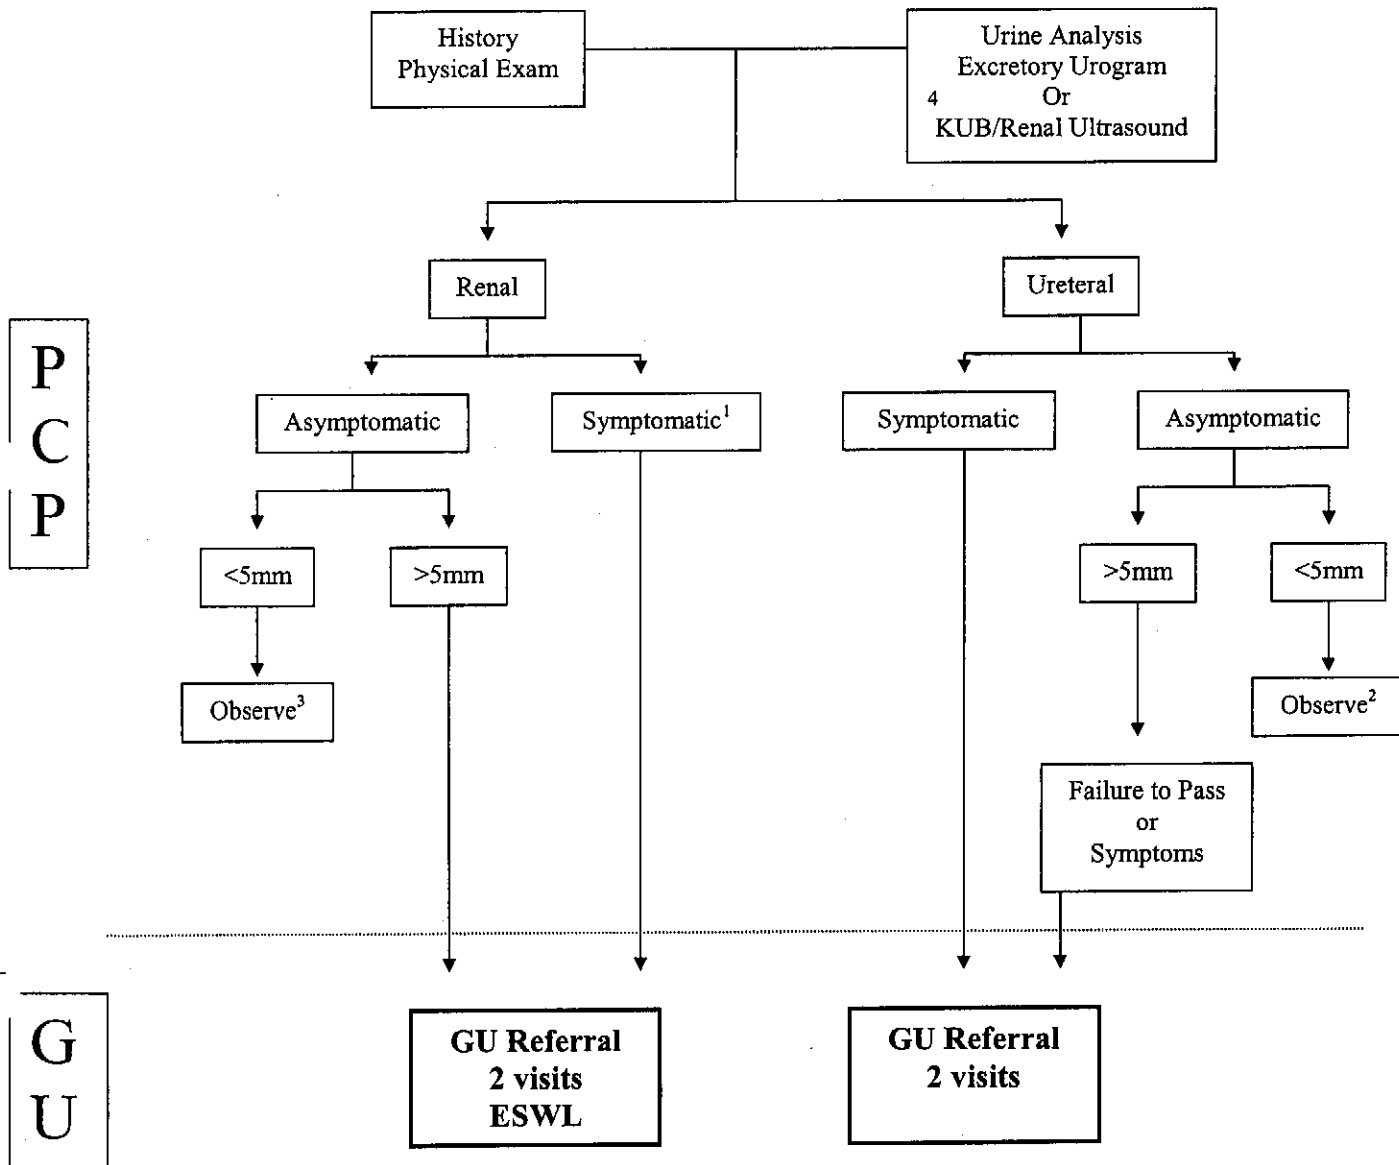 History
Physical Exam
Urine Analysis
Excretory Urogram
4 Or
KUB/Renal Ultrasound
Renal
Ureteral
P
C
P
Asymptomatic
Symptomatic¹
Symptomatic
Asymptomatic
<5mm
>5mm
>5mm
<5mm
Observe³
Observe²
Failure to Pass
or
Symptoms
G
U
GU Referral
2 visits
ESWL
GU Referral
2 visits